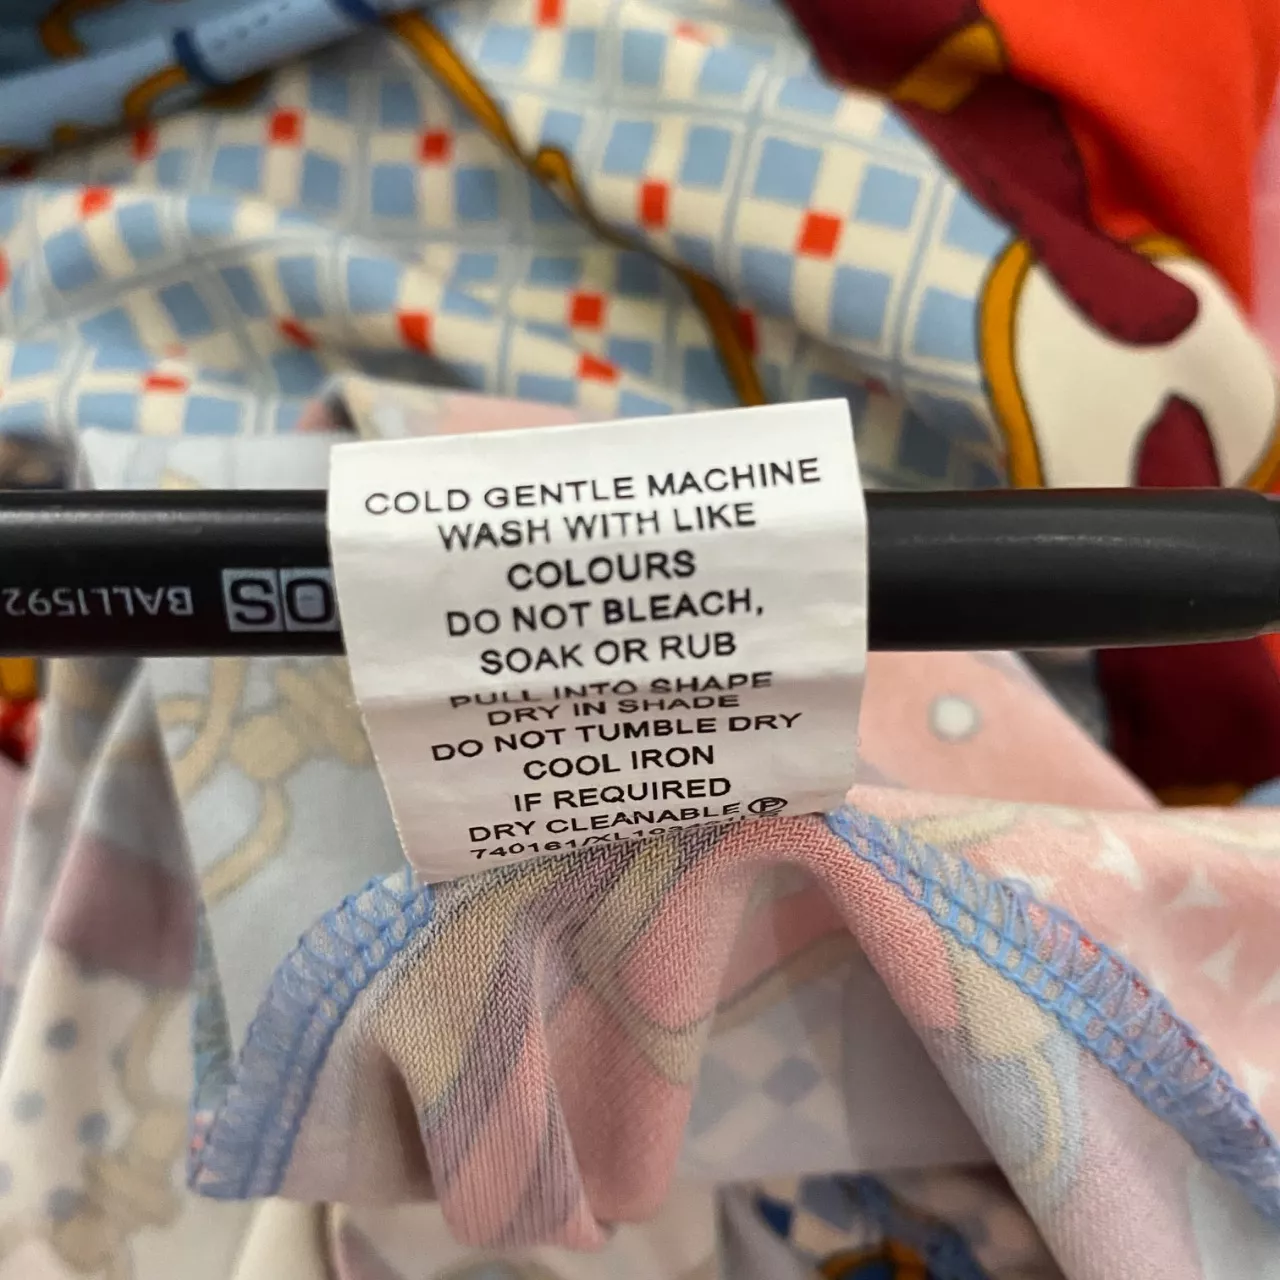 COLD GENTLE MACHINE
WASH WITH LIKE
COLOURS
DO NOT BLEACH,
SOAK OR RUB
PULL INTO SHAPE
DRY IN SHADE
DO NOT TUMBLE DRY
COOL IRON
IF REQUIRED
DRY CLEANABLE Ⓟ
BALL1592